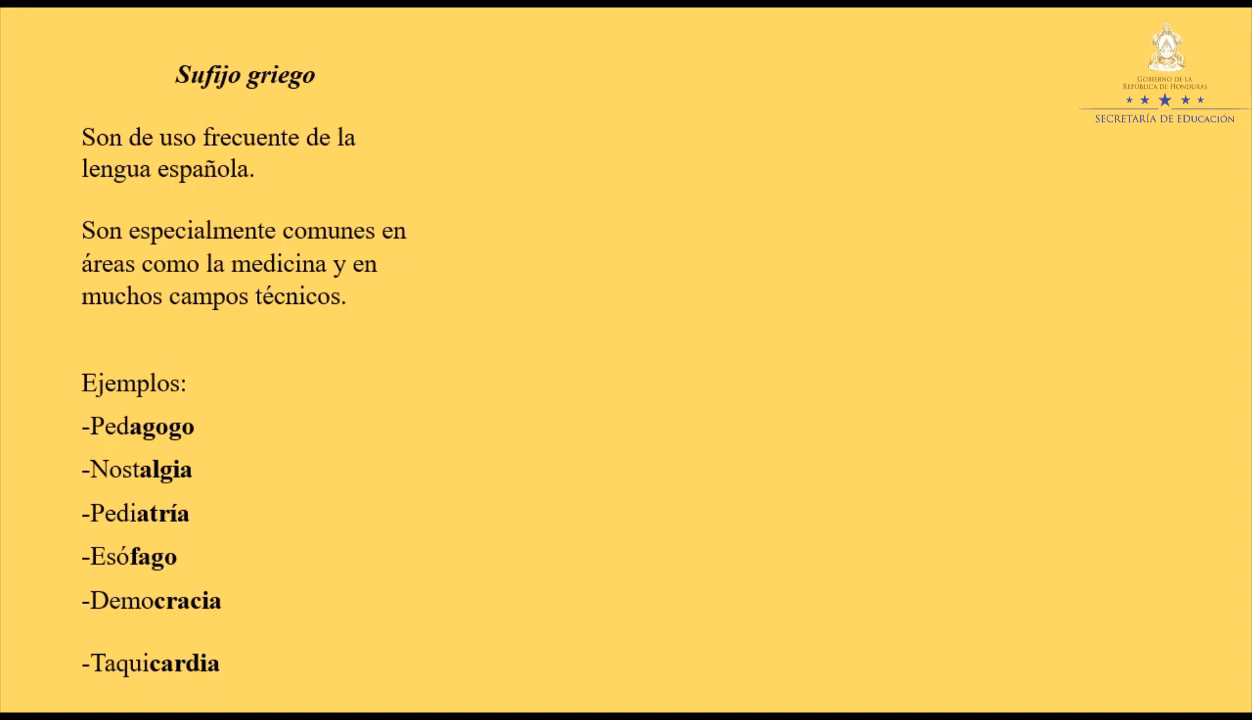 Sufijo griego
GOBIERNO DE LA
REPÚBLICA DE HONDURAS
SECRETARÍA DE EDUCACIÓN
Son de uso frecuente de la
lengua española.
Son especialmente comunes en
áreas como la medicina y en
muchos campos técnicos.
Ejemplos:
-Pedagogo
-Nostalgia
-Pediatría
-Esófago
-Democracia
-Taquicardia